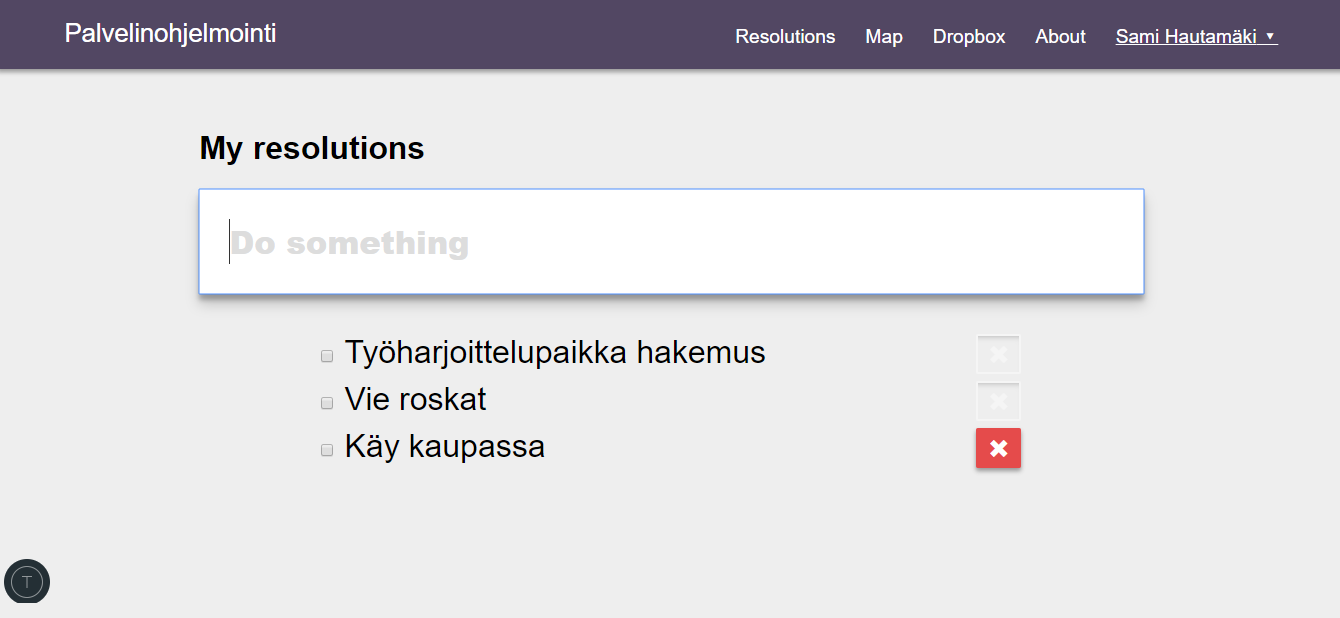 Palvelinohjelmointi
Resolutions Map Dropbox About Sami Hautamäki ▼
My resolutions
Do something
Työharjoittelupaikka hakemus
Vie roskat
Käy kaupassa
T